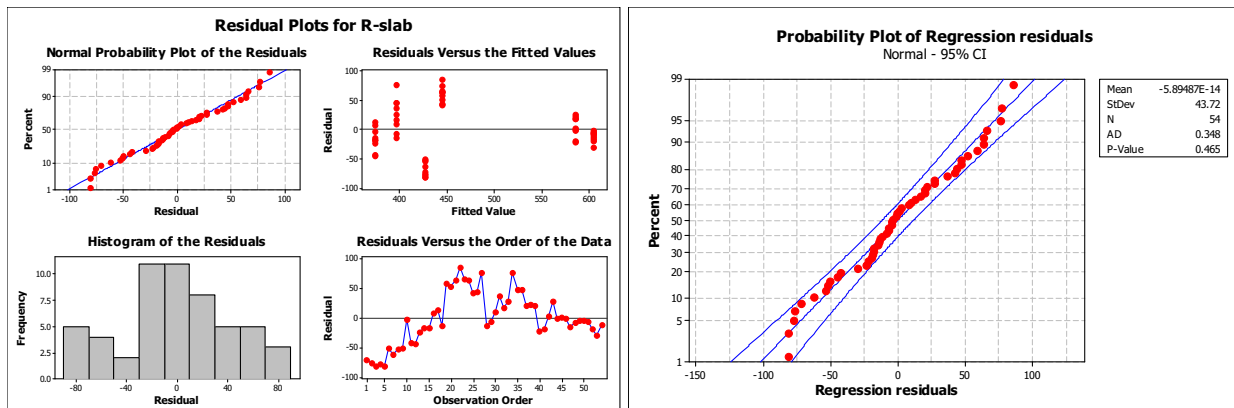 Residual Plots for R-slab
Normal Probability Plot of the Residuals
99
90
50
10
1
Percent
-100 -50 0 50 100
Residual
Residuals Versus the Fitted Values
100
50
0
-50
-100
Residual
400 450 500 550 600
Fitted Value
Histogram of the Residuals
10.0
7.5
5.0
2.5
0.0
Frequency
-80 -40 0 40 80
Residual
Residuals Versus the Order of the Data
100
50
0
-50
-100
Residual
1 5 10 15 20 25 30 35 40 45 50
Observation Order
Probability Plot of Regression residuals
Normal - 95% CI
99
95
90
80
70
60
50
40
30
20
10
5
1
Percent
-150 -100 -50 0 50 100
Regression residuals
Mean -5.89487E-14
StDev 43.72
N 54
AD 0.348
P-Value 0.465